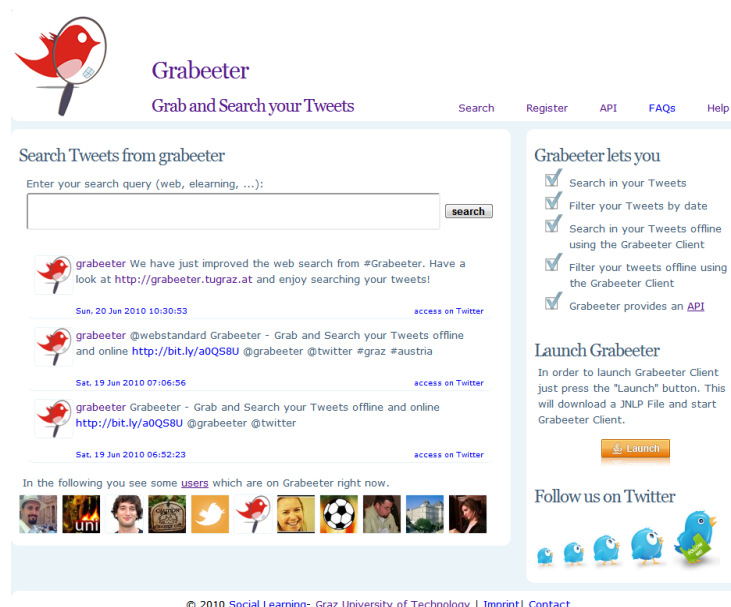 Grabeeter
Grab and Search your Tweets
Search Register API FAQs Help
Search Tweets from grabeeter
Enter your search query (web, elearning, ...):
search
grabeeter We have just improved the web search from #Grabeeter. Have a
look at http://grabeeter.tugraz.at and enjoy searching your tweets!
Sun, 20 Jun 2010 10:30:53 access on Twitter
grabeeter @webstandard Grabeeter - Grab and Search your Tweets offline
and online http://bit.ly/a0QS8U @grabeeter @twitter #graz #austria
Sat, 19 Jun 2010 07:06:56 access on Twitter
grabeeter Grabeeter - Grab and Search your Tweets offline and online
http://bit.ly/a0QS8U @grabeeter @twitter
Sat, 19 Jun 2010 06:52:23 access on Twitter
In the following you see some users which are on Grabeeter right now.
uni
CAUTION
Grabeeter lets you
Search in your Tweets
Filter your Tweets by date
Search in your Tweets offline
using the Grabeeter Client
Filter your tweets offline using
the Grabeeter Client
Grabeeter provides an API
Launch Grabeeter
In order to launch Grabeeter Client
just press the "Launch" button. This
will download a JNLP File and start
Grabeeter Client.
Launch
Follow us on Twitter
FOLLOW ME!
© 2010 Social Learning- Graz University of Technology | Imprint| Contact